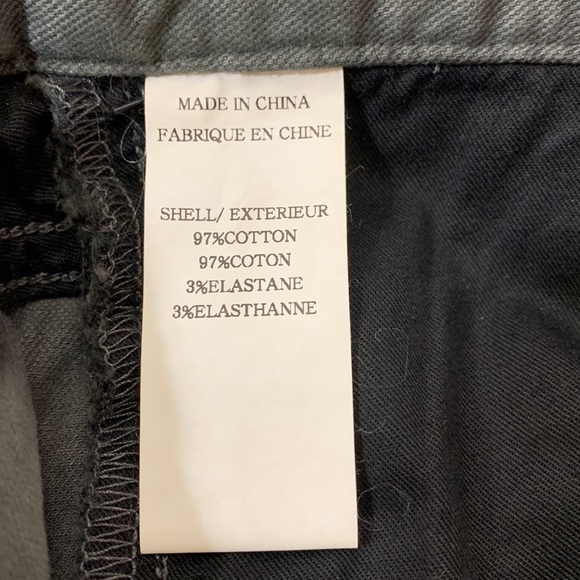 MADE IN CHINA
FABRIQUE EN CHINE
SHELL/ EXTERIEUR
97%COTTON
97%COTON
3%ELASTANE
3%ELASTHANNE